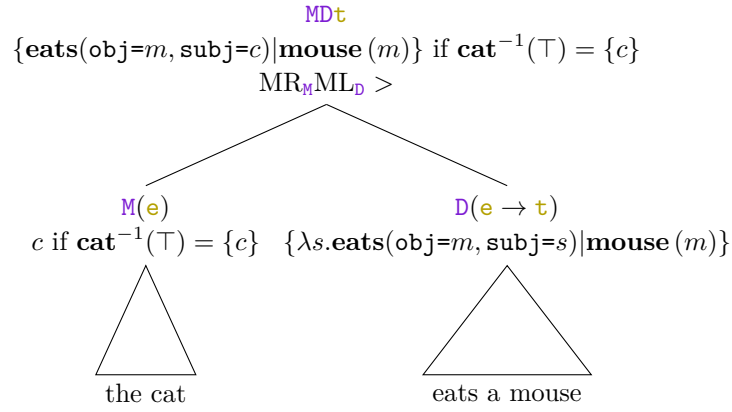 MDt
{eats(obj=m, subj=c)|mouse (m)} if cat⁻¹(⊤) = {c}
MR_M ML_D >
M(e)
D(e → t)
c if cat⁻¹(⊤) = {c}
{λs.eats(obj=m, subj=s)|mouse (m)}
the cat
eats a mouse